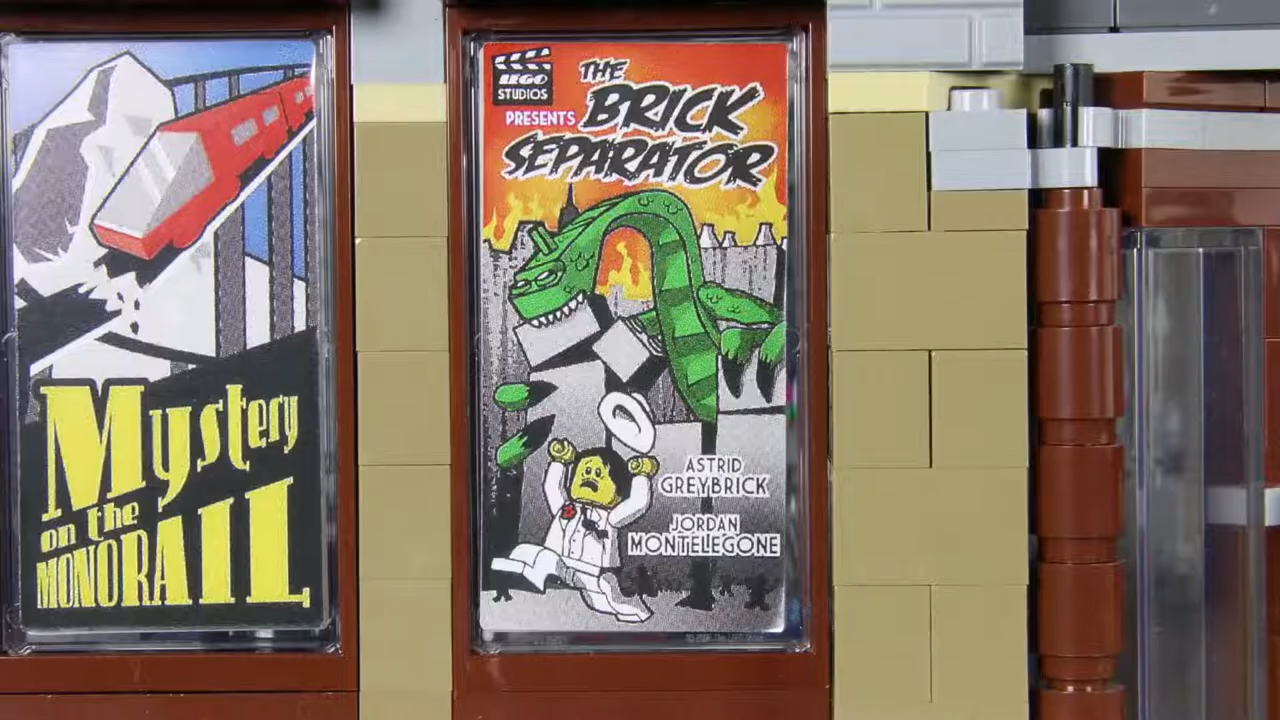 Mystery
on the
MONORAIL
LEGO
STUDIOS
PRESENTS
THE
BRICK
SEPARATOR
ASTRID
GREYBRICK
JORDAN
MONTELEGONE